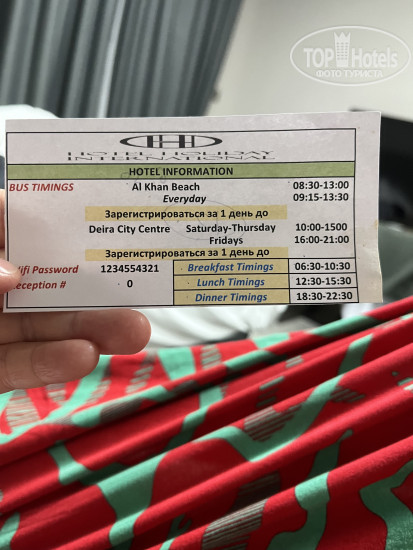 TOP Hotels
ФОТО ТУРИСТА
HOTEL HOLIDAY
INTERNATIONAL
HOTEL INFORMATION
BUS TIMINGS Al Khan Beach 08:30-13:00
Everyday 09:15-13:30
Зарегистрироваться за 1 день до
Deira City Centre Saturday-Thursday 10:00-1500
Fridays 16:00-21:00
Зарегистрироваться за 1 день до
Wifi Password 1234554321 Breakfast Timings 06:30-10:30
Reception # 0 Lunch Timings 12:30-15:30
Dinner Timings 18:30-22:30